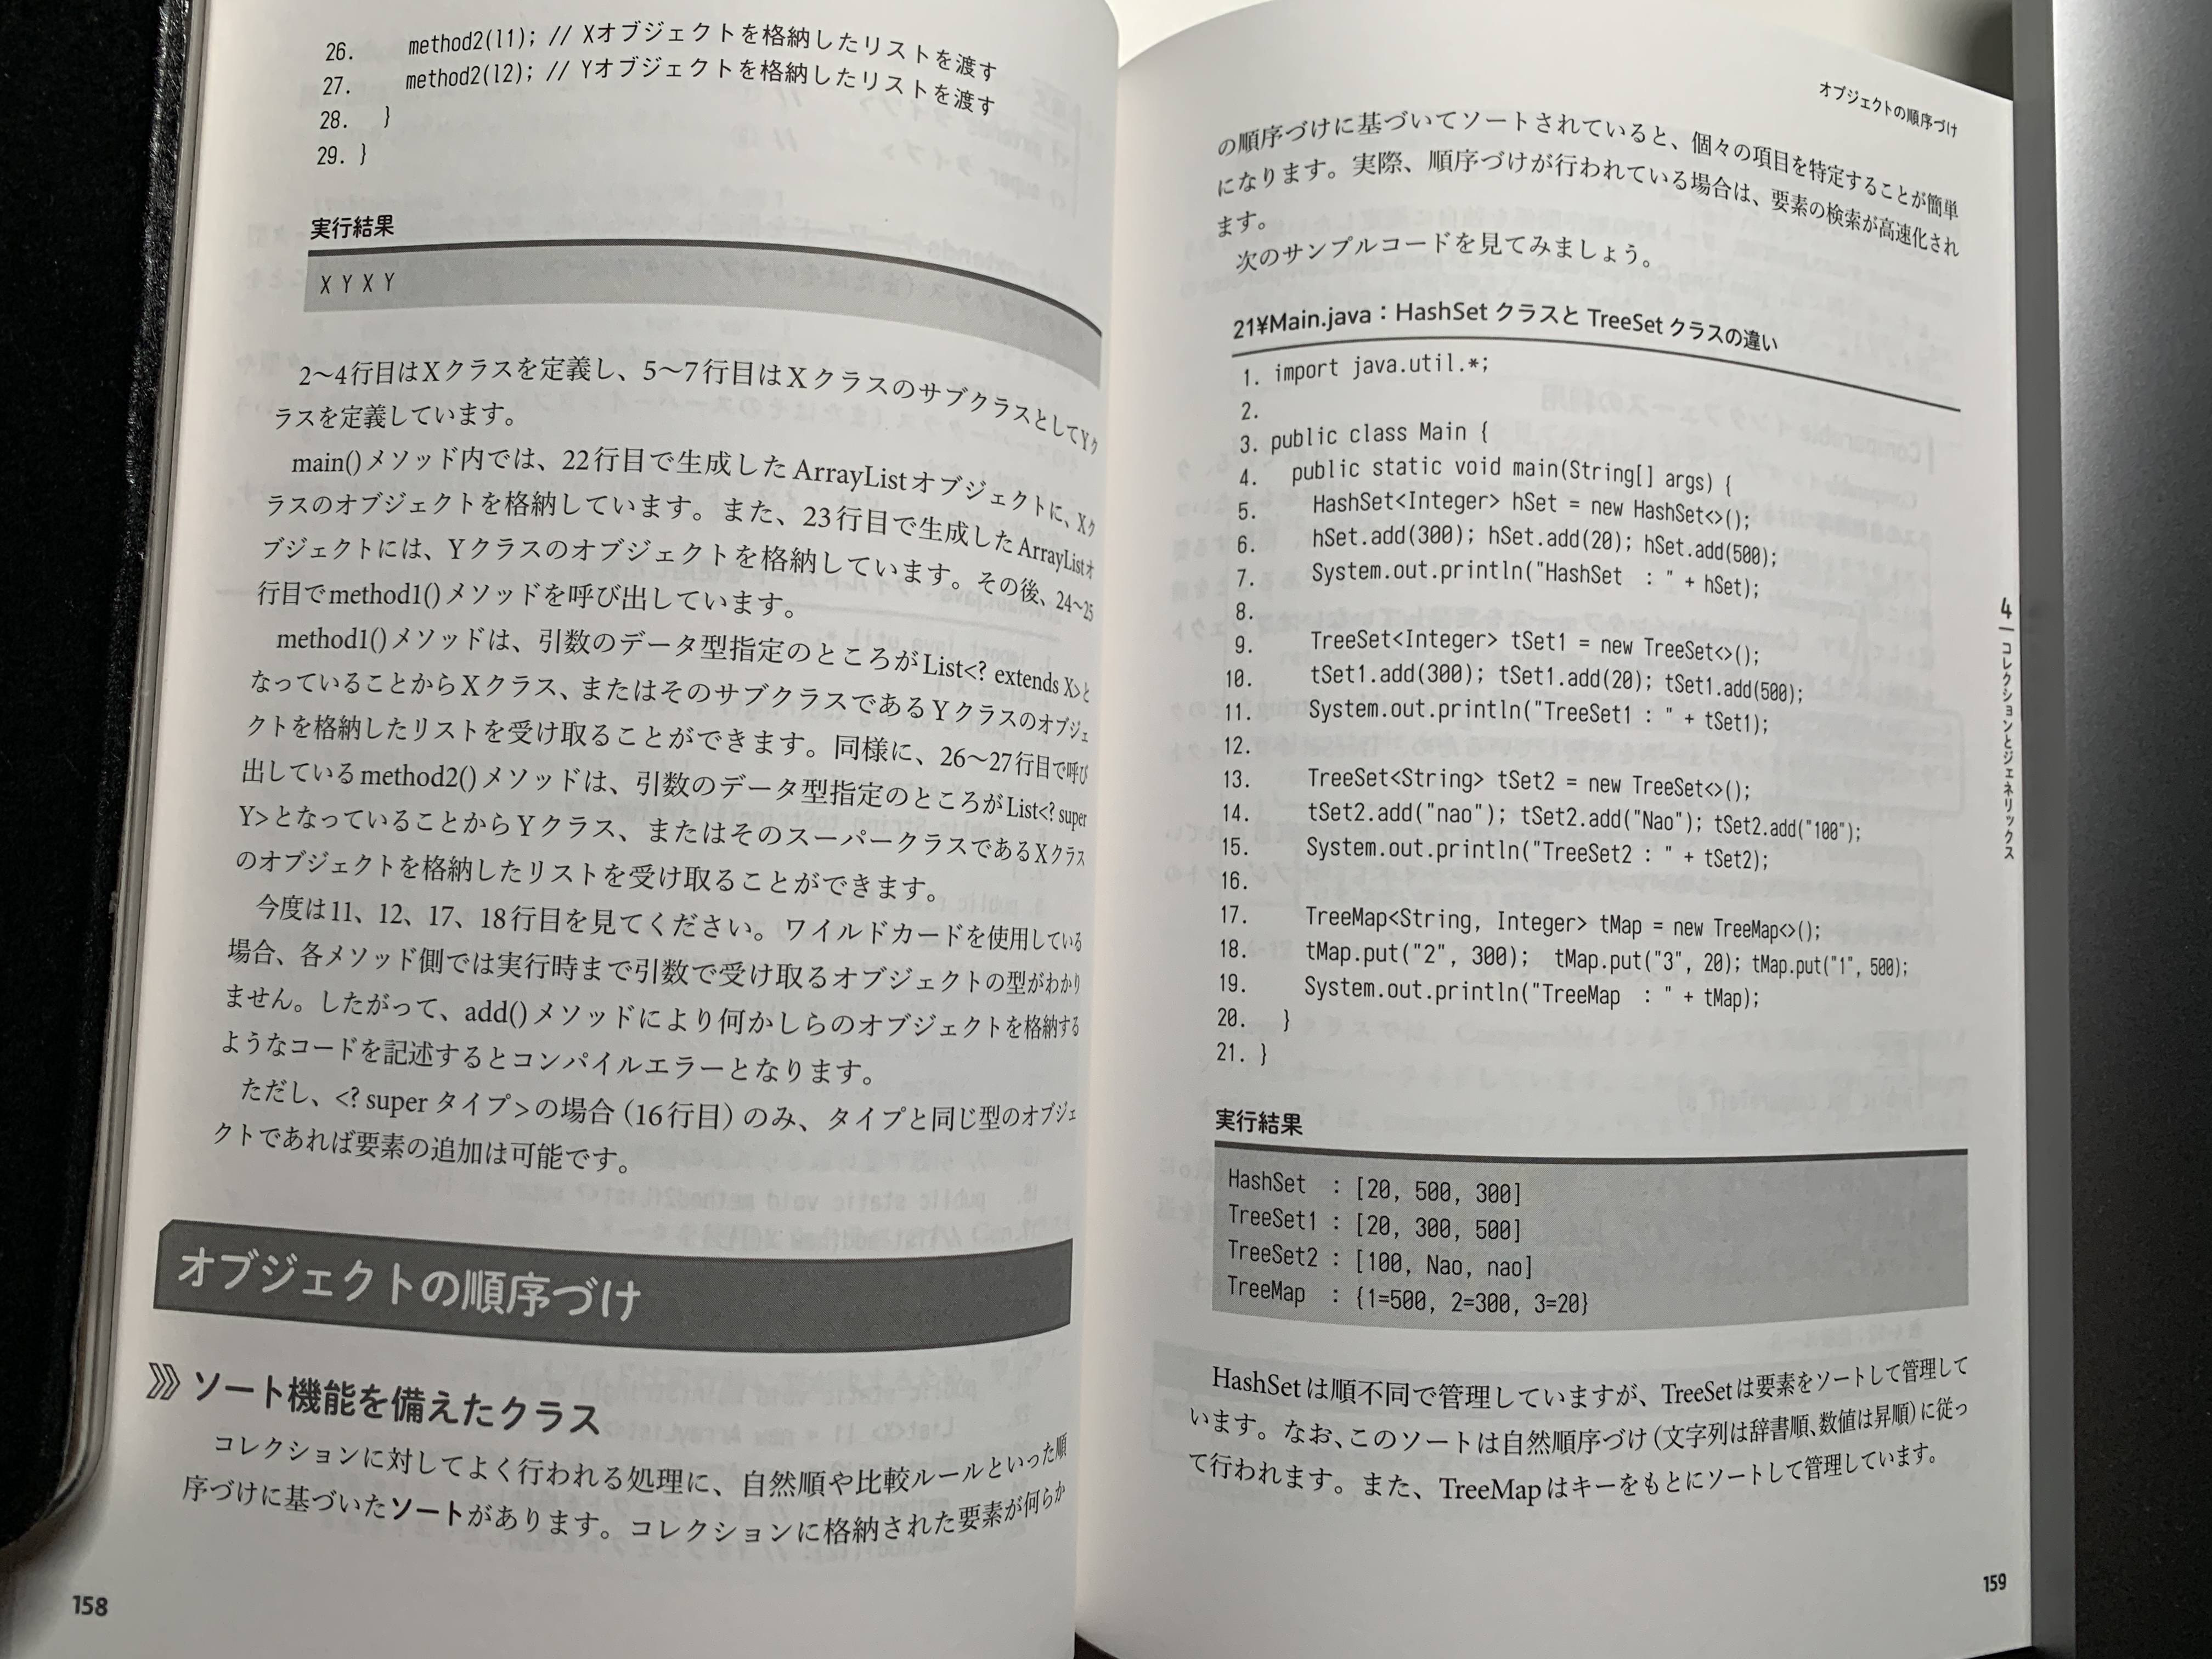 26.    method2(l1); // Xオブジェクトを格納したリストを渡す
27.    method2(l2); // Yオブジェクトを格納したリストを渡す
28.  }
29. }
実行結果
X Y X Y
2〜4行目はXクラスを定義し、5〜7行目はXクラスのサブクラスとしてYク
ラスを定義しています。
main()メソッド内では、22行目で生成したArrayListオブジェクトに、Xク
ラスのオブジェクトを格納しています。また、23行目で生成したArrayListオ
ブジェクトには、Yクラスのオブジェクトを格納しています。その後、24〜25
行目でmethod1()メソッドを呼び出しています。
method1()メソッドは、引数のデータ型指定のところがList<? extends X>と
なっていることからXクラス、またはそのサブクラスであるYクラスのオブジェ
クトを格納したリストを受け取ることができます。同様に、26〜27行目で呼び
出しているmethod2()メソッドは、引数のデータ型指定のところがList<? super
Y>となっていることからYクラス、またはそのスーパークラスであるXクラス
のオブジェクトを格納したリストを受け取ることができます。
今度は11、12、17、18行目を見てください。ワイルドカードを使用している
場合、各メソッド側では実行時まで引数で受け取るオブジェクトの型がわかり
ません。したがって、add()メソッドにより何かしらのオブジェクトを格納する
ようなコードを記述するとコンパイルエラーとなります。
ただし、<? super タイプ>の場合（16行目）のみ、タイプと同じ型のオブジェ
クトであれば要素の追加は可能です。
オブジェクトの順序づけ
ソート機能を備えたクラス
コレクションに対してよく行われる処理に、自然順や比較ルールといった順
序づけに基づいたソートがあります。コレクションに格納された要素が何らか
158
オブジェクトの順序づけ
の順序づけに基づいてソートされていると、個々の項目を特定することが簡単
になります。実際、順序づけが行われている場合は、要素の検索が高速化され
ます。
次のサンプルコードを見てみましょう。
21¥Main.java：HashSet クラスと TreeSet クラスの違い
1. import java.util.*;
2.
3. public class Main {
4.   public static void main(String[] args) {
5.     HashSet<Integer> hSet = new HashSet<>();
6.     hSet.add(300); hSet.add(20); hSet.add(500);
7.     System.out.println("HashSet  : " + hSet);
8.
9.     TreeSet<Integer> tSet1 = new TreeSet<>();
10.     tSet1.add(300); tSet1.add(20); tSet1.add(500);
11.     System.out.println("TreeSet1 : " + tSet1);
12.
13.     TreeSet<String> tSet2 = new TreeSet<>();
14.     tSet2.add("nao"); tSet2.add("Nao"); tSet2.add("100");
15.     System.out.println("TreeSet2 : " + tSet2);
16.
17.     TreeMap<String, Integer> tMap = new TreeMap<>();
18.     tMap.put("2", 300);  tMap.put("3", 20); tMap.put("1", 500);
19.     System.out.println("TreeMap  : " + tMap);
20.   }
21. }
実行結果
HashSet  : [20, 500, 300]
TreeSet1 : [20, 300, 500]
TreeSet2 : [100, Nao, nao]
TreeMap  : {1=500, 2=300, 3=20}
HashSetは順不同で管理していますが、TreeSetは要素をソートして管理して
います。なお、このソートは自然順序づけ（文字列は辞書順、数値は昇順）に従っ
て行われます。また、TreeMapはキーをもとにソートして管理しています。
4 コレクションとジェネリックス
159